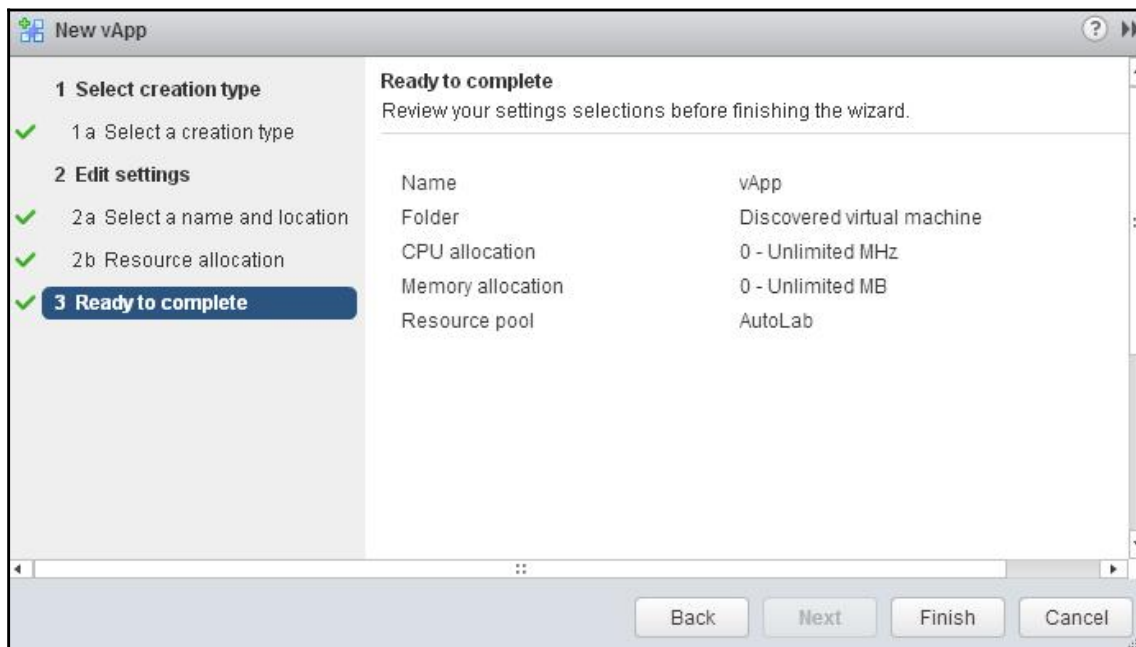 New vApp
?
1 Select creation type
1a Select a creation type
2 Edit settings
2a Select a name and location
2b Resource allocation
3 Ready to complete
Ready to complete
Review your settings selections before finishing the wizard.
Name vApp
Folder Discovered virtual machine
CPU allocation 0 - Unlimited MHz
Memory allocation 0 - Unlimited MB
Resource pool AutoLab
Back Next Finish Cancel